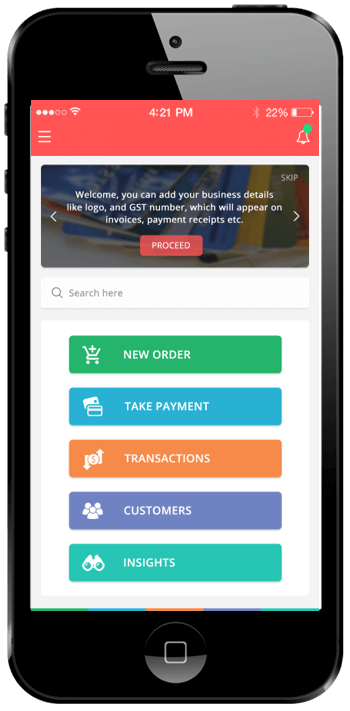 4:21 PM
22%
SKIP
Welcome, you can add your business details
like logo, and GST number, which will appear on
invoices, payment receipts etc.
PROCEED
Search here
NEW ORDER
TAKE PAYMENT
TRANSACTIONS
CUSTOMERS
INSIGHTS